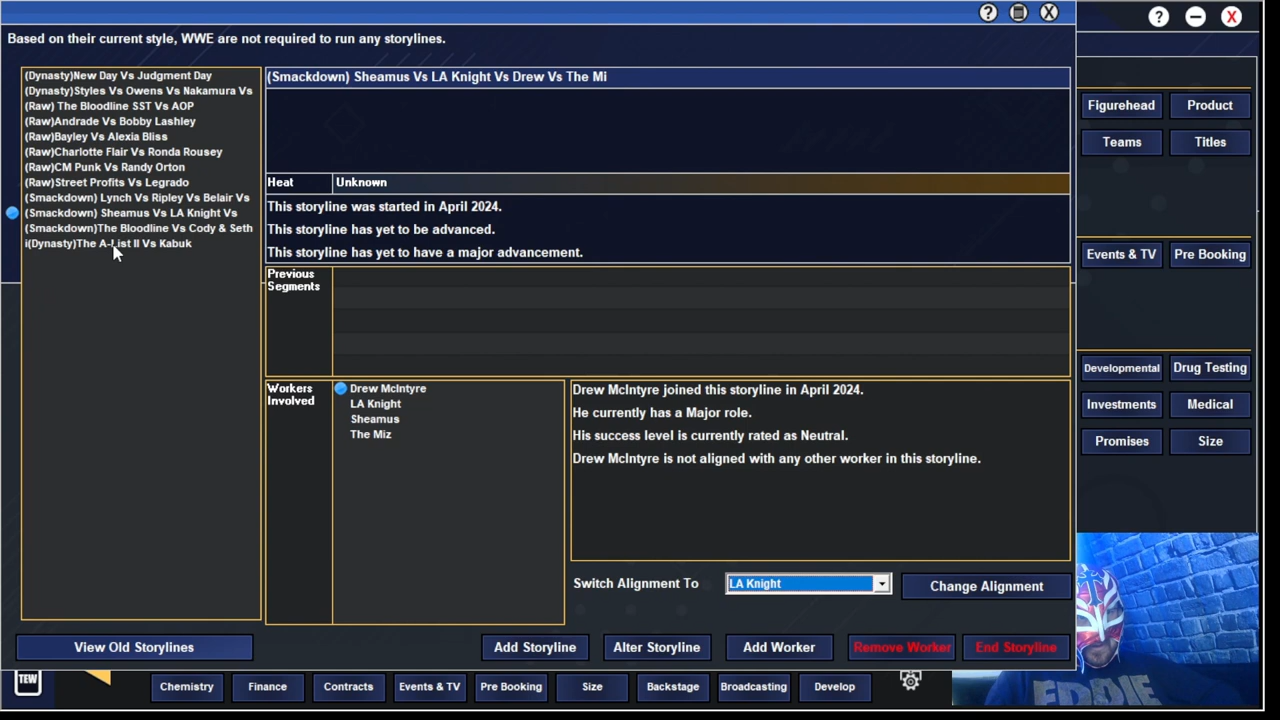 Based on their current style, WWE are not required to run any storylines.
? X
? X
(Dynasty)New Day Vs Judgment Day
(Dynasty)Styles Vs Owens Vs Nakamura Vs
(Raw) The Bloodline SST Vs AOP
(Raw)Andrade Vs Bobby Lashley
(Raw)Bayley Vs Alexia Bliss
(Raw)Charlotte Flair Vs Ronda Rousey
(Raw)CM Punk Vs Randy Orton
(Raw)Street Profits Vs Legrado
(Smackdown) Lynch Vs Ripley Vs Belair Vs
(Smackdown) Sheamus Vs LA Knight Vs
(Smackdown)The Bloodline Vs Cody & Seth
i(Dynasty)The A-List II Vs Kabuk
(Smackdown) Sheamus Vs LA Knight Vs Drew Vs The Mi
Heat Unknown
This storyline was started in April 2024.
This storyline has yet to be advanced.
This storyline has yet to have a major advancement.
Previous
Segments
Workers
Involved
Drew McIntyre
LA Knight
Sheamus
The Miz
Drew McIntyre joined this storyline in April 2024.
He currently has a Major role.
His success level is currently rated as Neutral.
Drew McIntyre is not aligned with any other worker in this storyline.
Switch Alignment To LA Knight Change Alignment
View Old Storylines Add Storyline Alter Storyline Add Worker Remove Worker End Storyline
Figurehead Product
Teams Titles
Events & TV Pre Booking
Developmental Drug Testing
Investments Medical
Promises Size
TEW Chemistry Finance Contracts Events & TV Pre Booking Size Backstage Broadcasting Develop
EDDIE